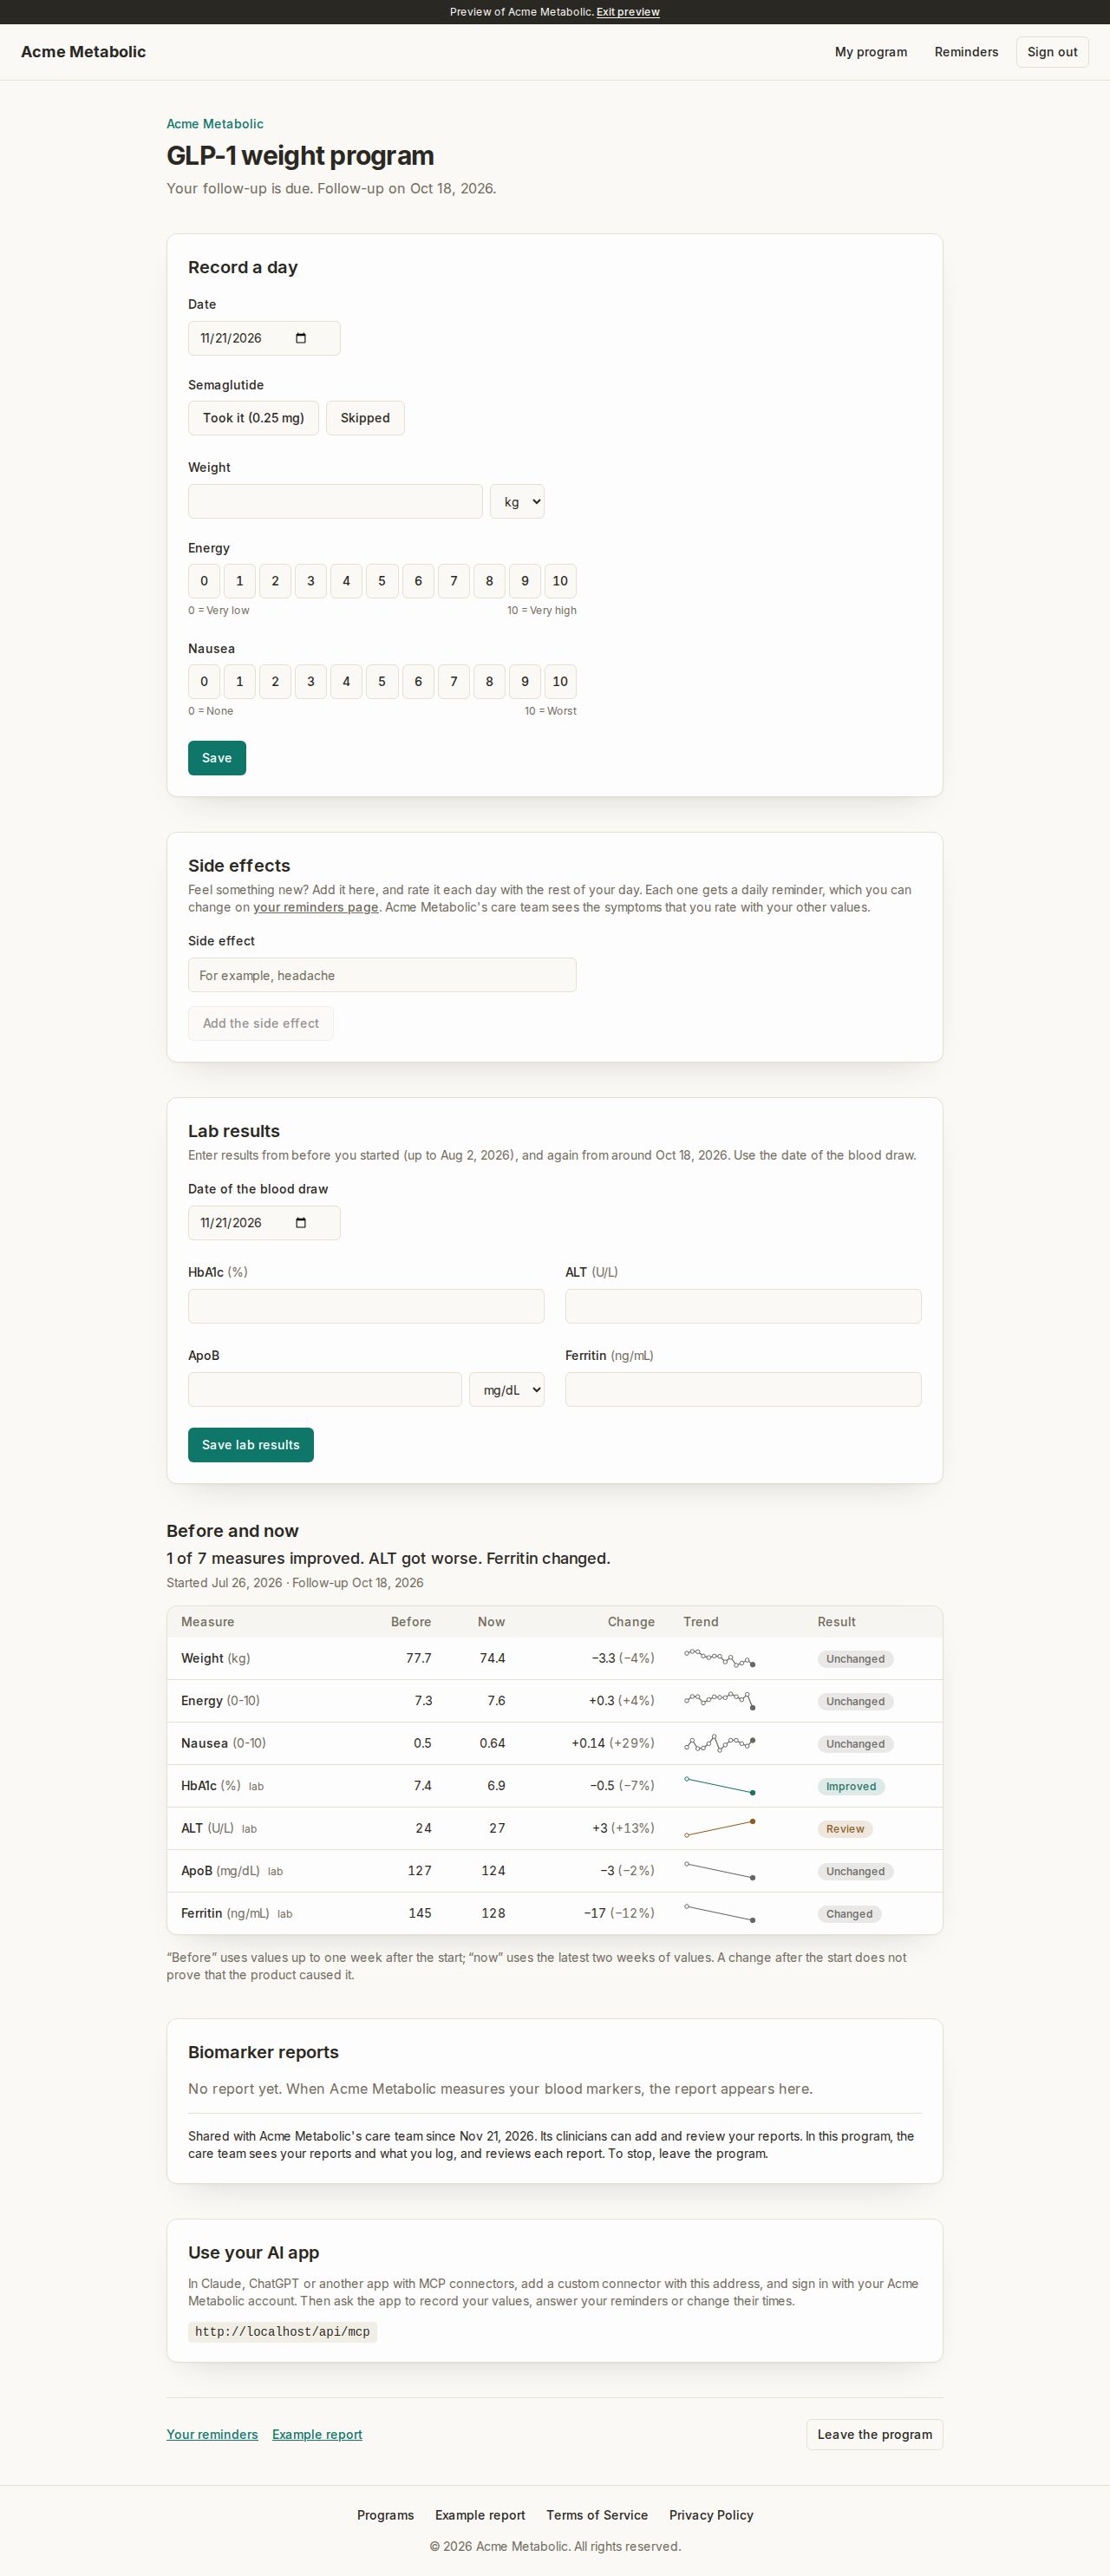 Preview of Acme Metabolic. Exit preview
Acme Metabolic
My program
Reminders
Sign out
Acme Metabolic
GLP-1 weight program
Your follow-up is due. Follow-up on Oct 18, 2026.
Record a day
Date
11/21/2026
Semaglutide
Took it (0.25 mg) Skipped
Weight
kg
Energy
0 1 2 3 4 5 6 7 8 9 10
0 = Very low 10 = Very high
Nausea
0 1 2 3 4 5 6 7 8 9 10
0 = None 10 = Worst
Save
Side effects
Feel something new? Add it here, and rate it each day with the rest of your day. Each one gets a daily reminder, which you can
change on your reminders page. Acme Metabolic's care team sees the symptoms that you rate with your other values.
Side effect
For example, headache
Add the side effect
Lab results
Enter results from before you started (up to Aug 2, 2026), and again from around Oct 18, 2026. Use the date of the blood draw.
Date of the blood draw
11/21/2026
HbA1c (%) ALT (U/L)
ApoB Ferritin (ng/mL)
mg/dL
Save lab results
Before and now
1 of 7 measures improved. ALT got worse. Ferritin changed.
Started Jul 26, 2026 · Follow-up Oct 18, 2026
Measure Before Now Change Trend Result
Weight (kg) 77.7 74.4 −3.3 (−4%) Unchanged
Energy (0-10) 7.3 7.6 +0.3 (+4%) Unchanged
Nausea (0-10) 0.5 0.64 +0.14 (+29%) Unchanged
HbA1c (%) lab 7.4 6.9 −0.5 (−7%) Improved
ALT (U/L) lab 24 27 +3 (+13%) Review
ApoB (mg/dL) lab 127 124 −3 (−2%) Unchanged
Ferritin (ng/mL) lab 145 128 −17 (−12%) Changed
“Before” uses values up to one week after the start; “now” uses the latest two weeks of values. A change after the start does not
prove that the product caused it.
Biomarker reports
No report yet. When Acme Metabolic measures your blood markers, the report appears here.
Shared with Acme Metabolic's care team since Nov 21, 2026. Its clinicians can add and review your reports. In this program, the
care team sees your reports and what you log, and reviews each report. To stop, leave the program.
Use your AI app
In Claude, ChatGPT or another app with MCP connectors, add a custom connector with this address, and sign in with your Acme
Metabolic account. Then ask the app to record your values, answer your reminders or change their times.
http://localhost/api/mcp
Your reminders Example report Leave the program
Programs Example report Terms of Service Privacy Policy
© 2026 Acme Metabolic. All rights reserved.